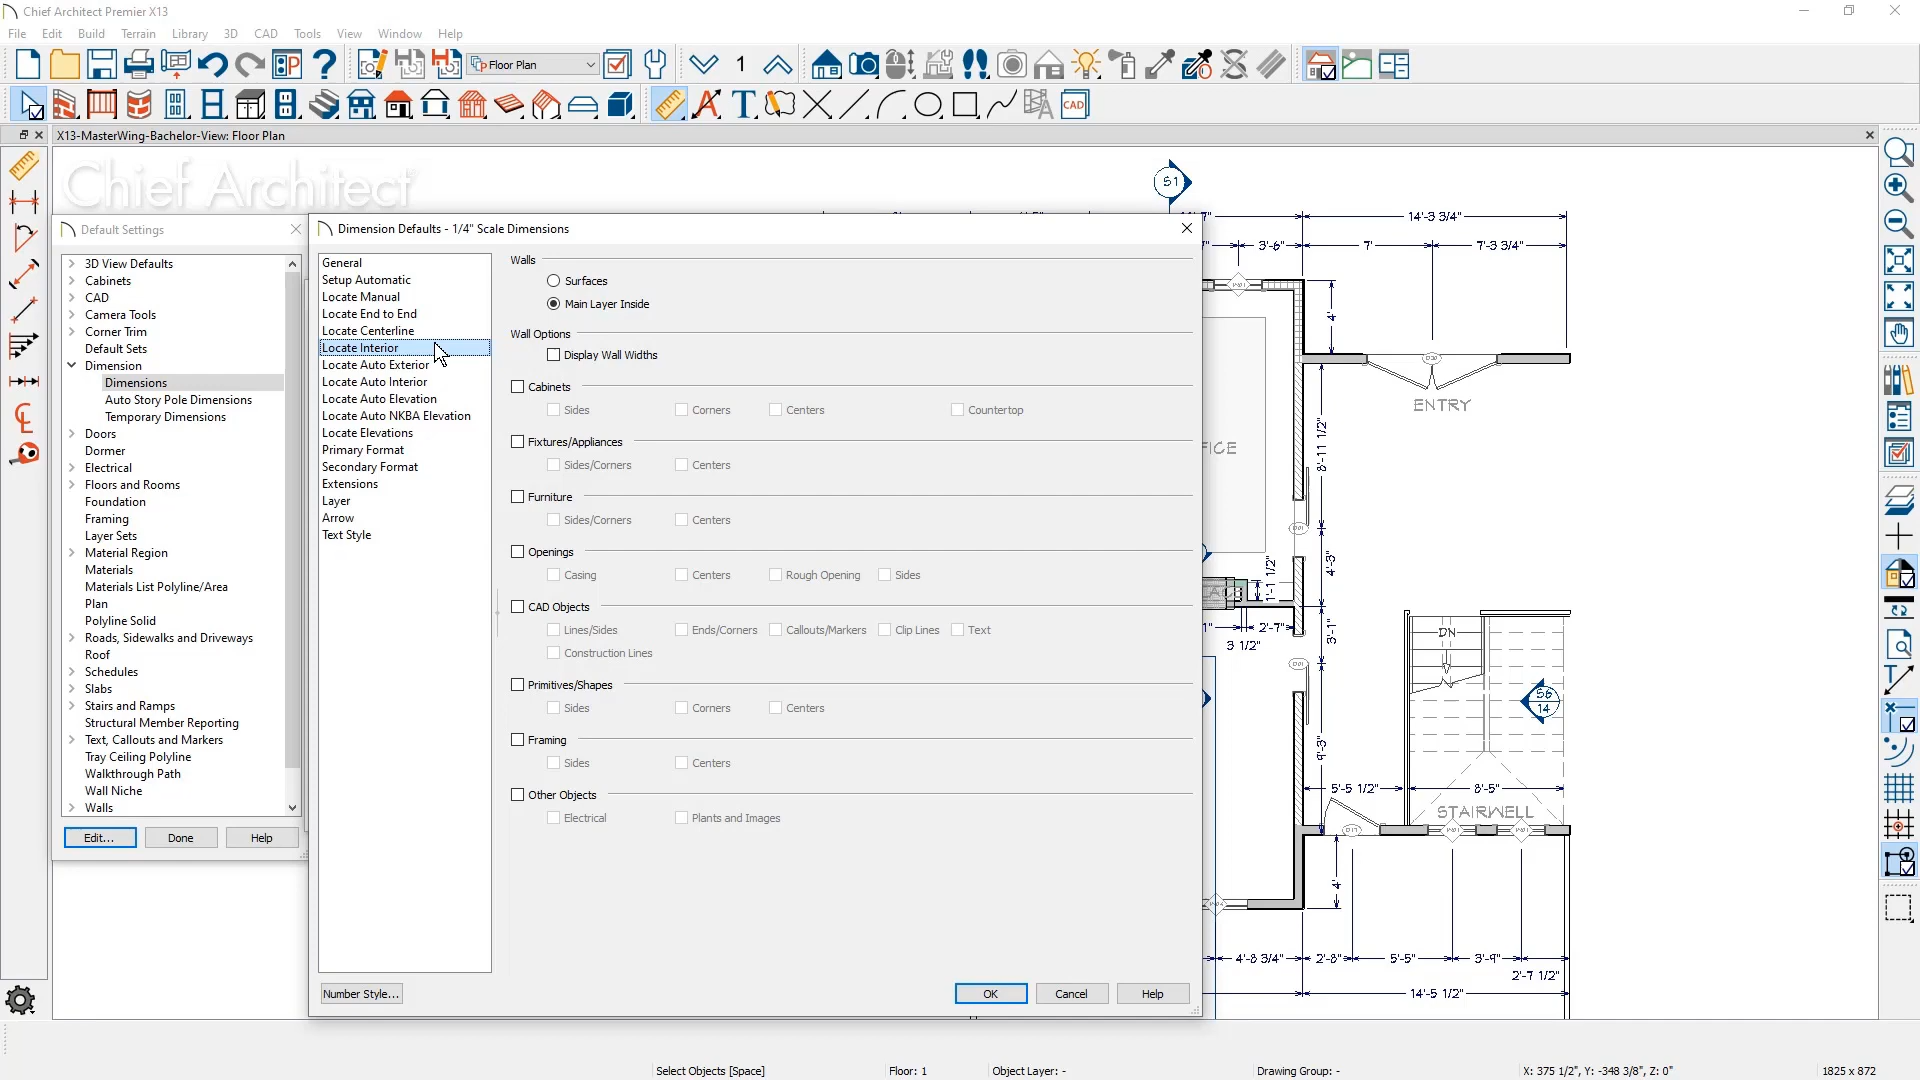 Chief Architect Premier X13
File Edit Build Terrain Library 3D CAD Tools View Window Help
Floor Plan
1
X13-MasterWing-Bachelor-View: Floor Plan
Chief Architect
Default Settings
3D View Defaults
Cabinets
CAD
Camera Tools
Corner Trim
Default Sets
Dimension
Dimensions
Auto Story Pole Dimensions
Temporary Dimensions
Doors
Dormer
Electrical
Floors and Rooms
Foundation
Framing
Layer Sets
Material Region
Materials
Materials List Polyline/Area
Plan
Polyline Solid
Roads, Sidewalks and Driveways
Roof
Schedules
Slabs
Stairs and Ramps
Structural Member Reporting
Text, Callouts and Markers
Tray Ceiling Polyline
Walkthrough Path
Wall Niche
Walls
Edit... Done Help
Dimension Defaults - 1/4" Scale Dimensions
General
Setup Automatic
Locate Manual
Locate End to End
Locate Centerline
Locate Interior
Locate Auto Exterior
Locate Auto Interior
Locate Auto Elevation
Locate Auto NKBA Elevation
Locate Elevations
Primary Format
Secondary Format
Extensions
Layer
Arrow
Text Style
Number Style...
Walls
Surfaces
Main Layer Inside
Wall Options
Display Wall Widths
Cabinets
Sides Corners Centers Countertop
Fixtures/Appliances
Sides/Corners Centers
Furniture
Sides/Corners Centers
Openings
Casing Centers Rough Opening Sides
CAD Objects
Lines/Sides Ends/Corners Callouts/Markers Clip Lines Text
Construction Lines
Primitives/Shapes
Sides Corners Centers
Framing
Sides Centers
Other Objects
Electrical Plants and Images
OK Cancel Help
S1
14'-3 3/4"
3'-6" 7' 7'-3 3/4"
4'
ENTRY
8'-11 1/2"
4'-3"
1'-1 1/2"
2'-7"
3 1/2"
3'-1"
DN
S6
14
9'-3"
5'-5 1/2" 8'-5"
STAIRWELL
4'
4'-8 3/4" 2'-8" 5'-5" 3'-9"
2'-7 1/2"
14'-5 1/2"
Select Objects [Space] Floor: 1 Object Layer: - Drawing Group: - X: 375 1/2", Y: -348 3/8", Z: 0" 1825 x 872